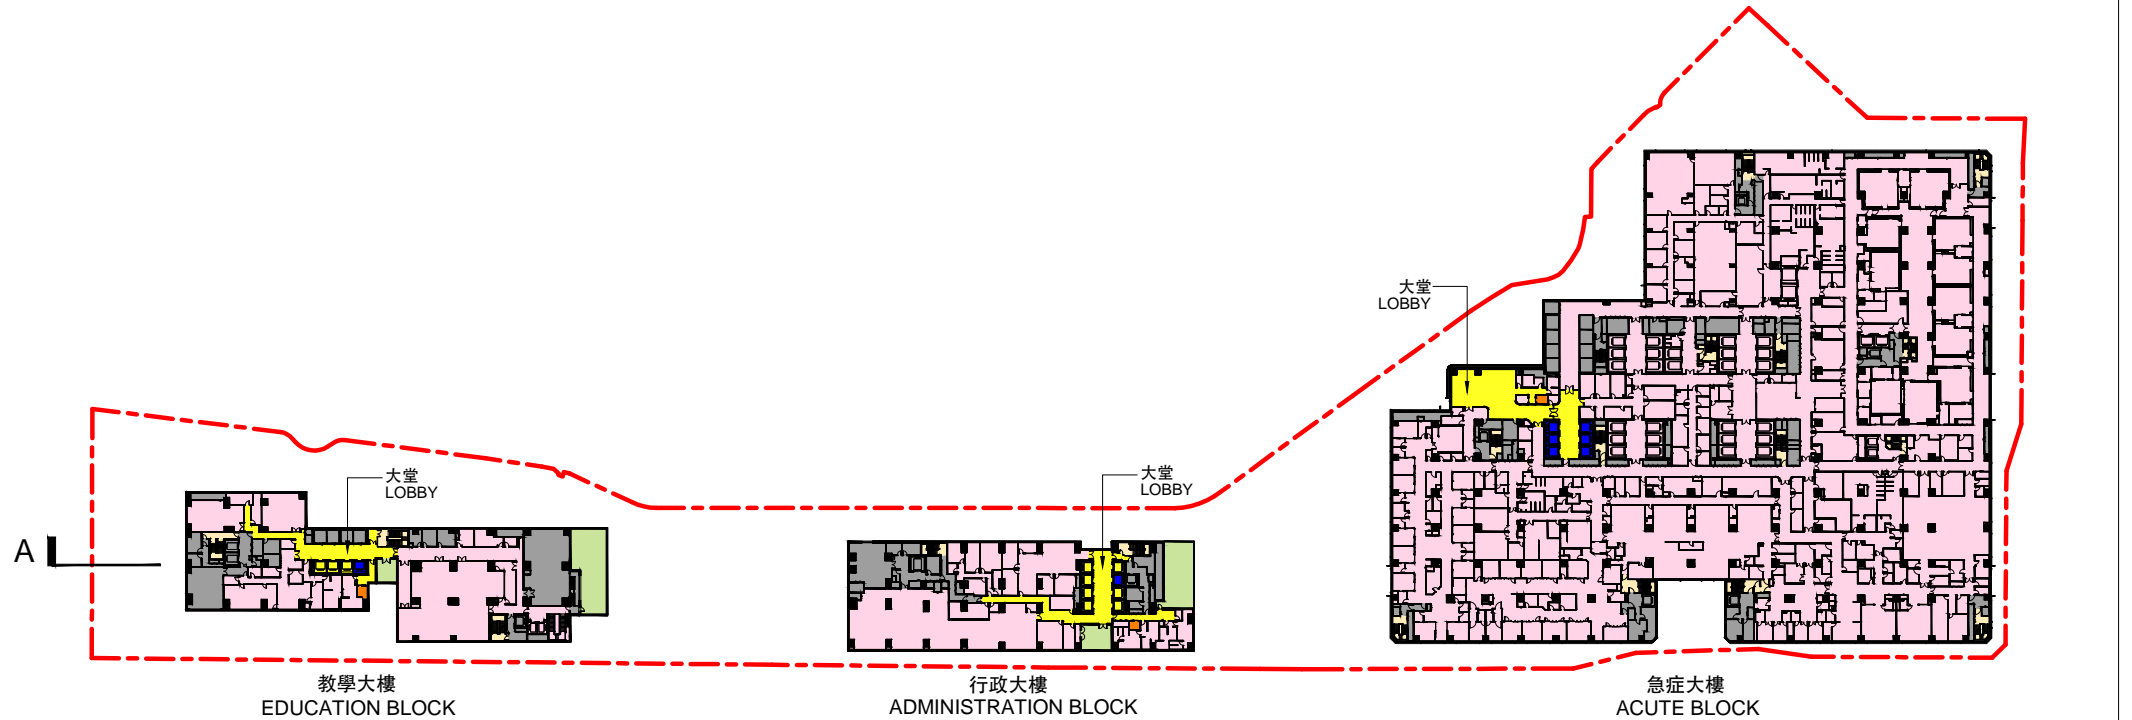 大堂
LOBBY
大堂
LOBBY
大堂
LOBBY
A
教學大樓
EDUCATION BLOCK
行政大樓
ADMINISTRATION BLOCK
急症大樓
ACUTE BLOCK